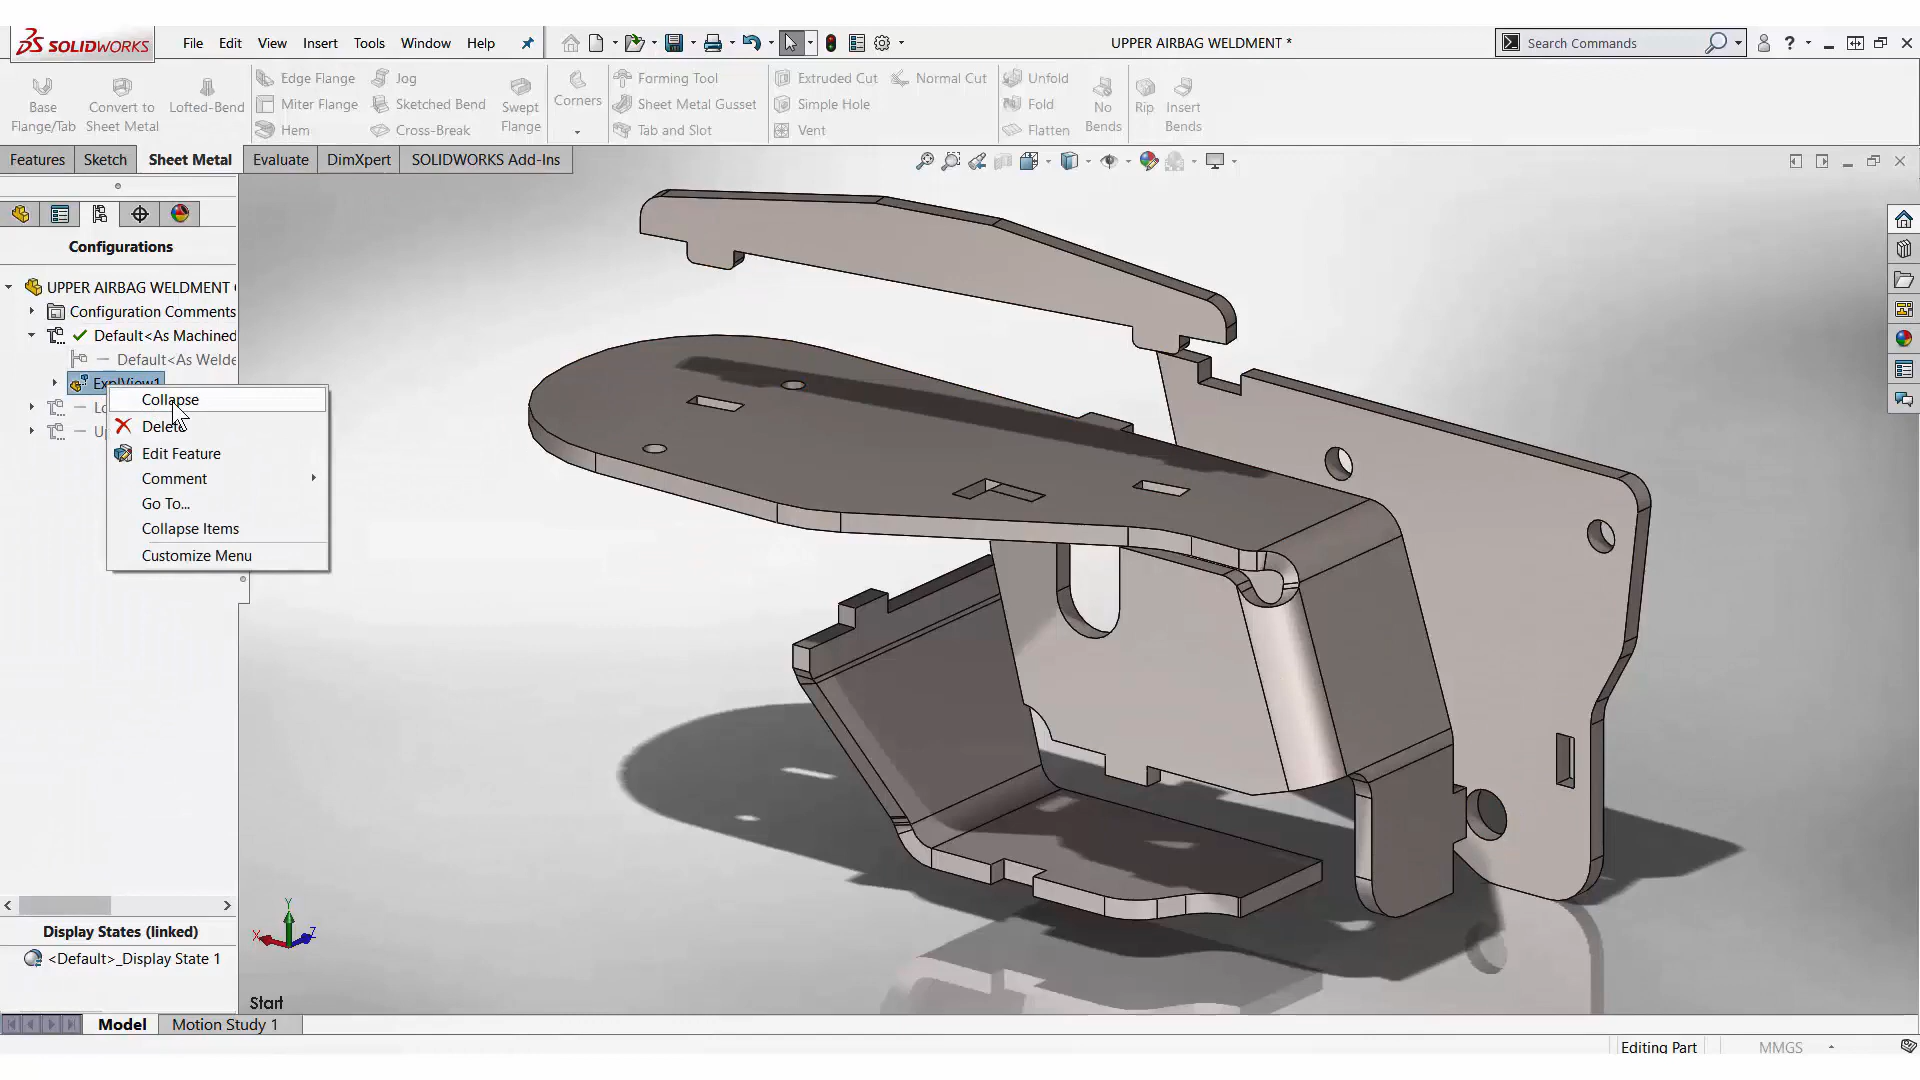 SOLIDWORKS
File Edit View Insert Tools Window Help
UPPER AIRBAG WELDMENT *
Search Commands
?
Base Flange/Tab
Convert to Sheet Metal
Lofted-Bend
Edge Flange
Miter Flange
Hem
Jog
Sketched Bend
Cross-Break
Swept Flange
Corners
Forming Tool
Sheet Metal Gusset
Tab and Slot
Extruded Cut
Simple Hole
Vent
Normal Cut
Unfold
Fold
Flatten
No Bends
Rip
Insert Bends
Features Sketch Sheet Metal Evaluate DimXpert SOLIDWORKS Add-Ins
Configurations
UPPER AIRBAG WELDMENT
Configuration Comments
Default<As Machined
Default<As Welde
ExplView1
Collapse
Delete
Edit Feature
Comment
Go To...
Collapse Items
Customize Menu
Y
X
Z
Display States (linked)
<Default>_Display State 1
Start
Model Motion Study 1
Editing Part MMGS